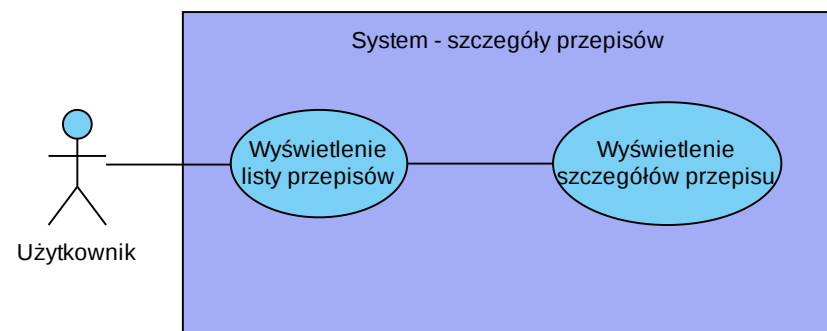 System - szczegóły przepisów
Wyświetlenie
listy przepisów
Wyświetlenie
szczegółów przepisu
Użytkownik